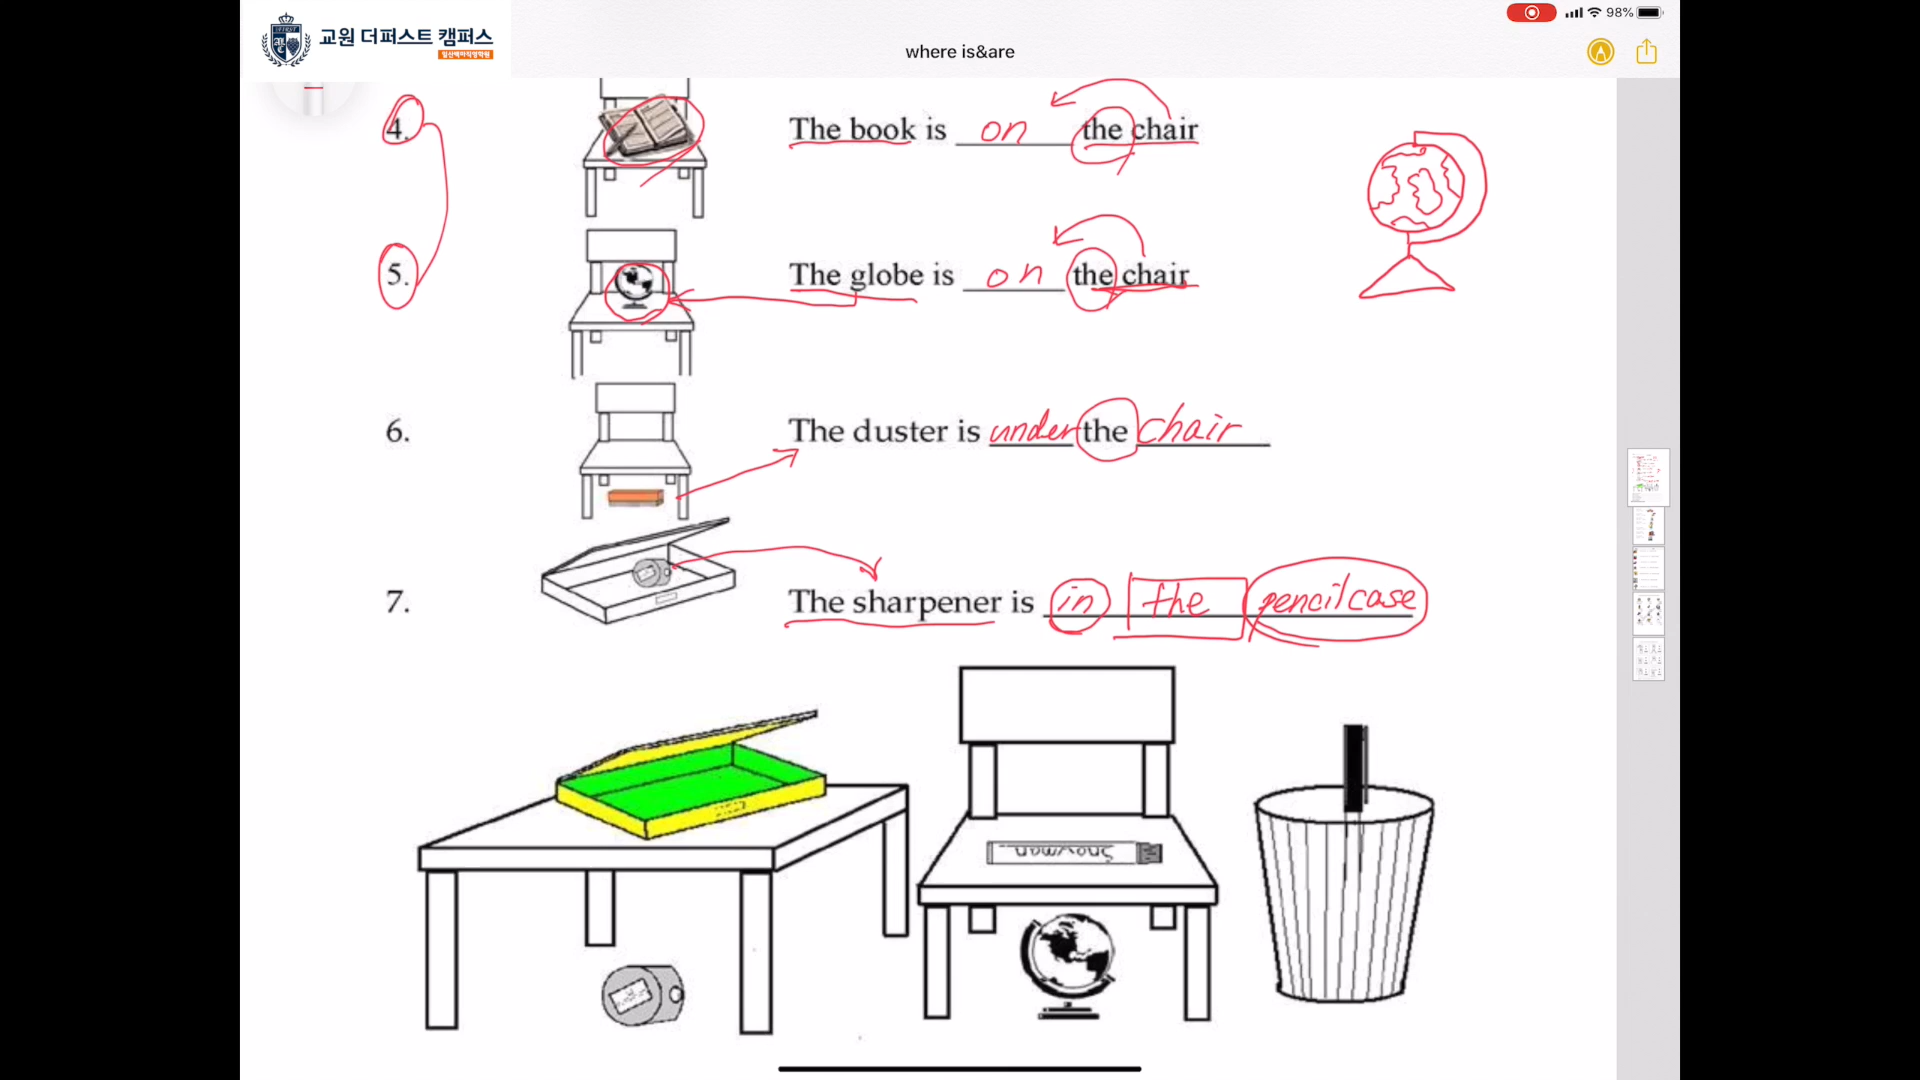 교원 더퍼스트 캠퍼스
98%
where is&are
4. The book is on the chair
5. The globe is on the chair
6. The duster is under the chair
7. The sharpener is in the pencilcase
Snowman